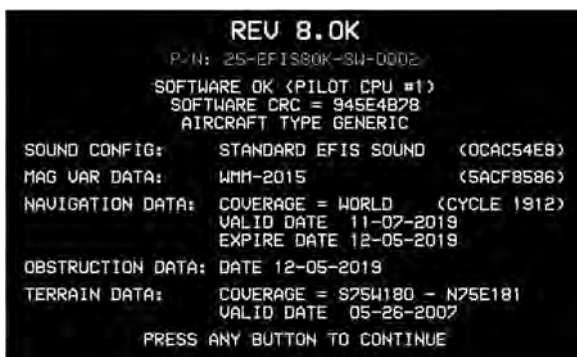 REV 8.0K
P/N: 25-EFIS80K-SW-0002
SOFTWARE OK (PILOT CPU #1)
SOFTWARE CRC = 945E4B78
AIRCRAFT TYPE GENERIC
SOUND CONFIG: STANDARD EFIS SOUND (0CAC54E8)
MAG VAR DATA: WMM-2015 (5ACF8586)
NAVIGATION DATA: COVERAGE = WORLD (CYCLE 1912)
VALID DATE 11-07-2019
EXPIRE DATE 12-05-2019
OBSTRUCTION DATA: DATE 12-05-2019
TERRAIN DATA: COVERAGE = S75W180 - N75E181
VALID DATE 05-26-2007
PRESS ANY BUTTON TO CONTINUE